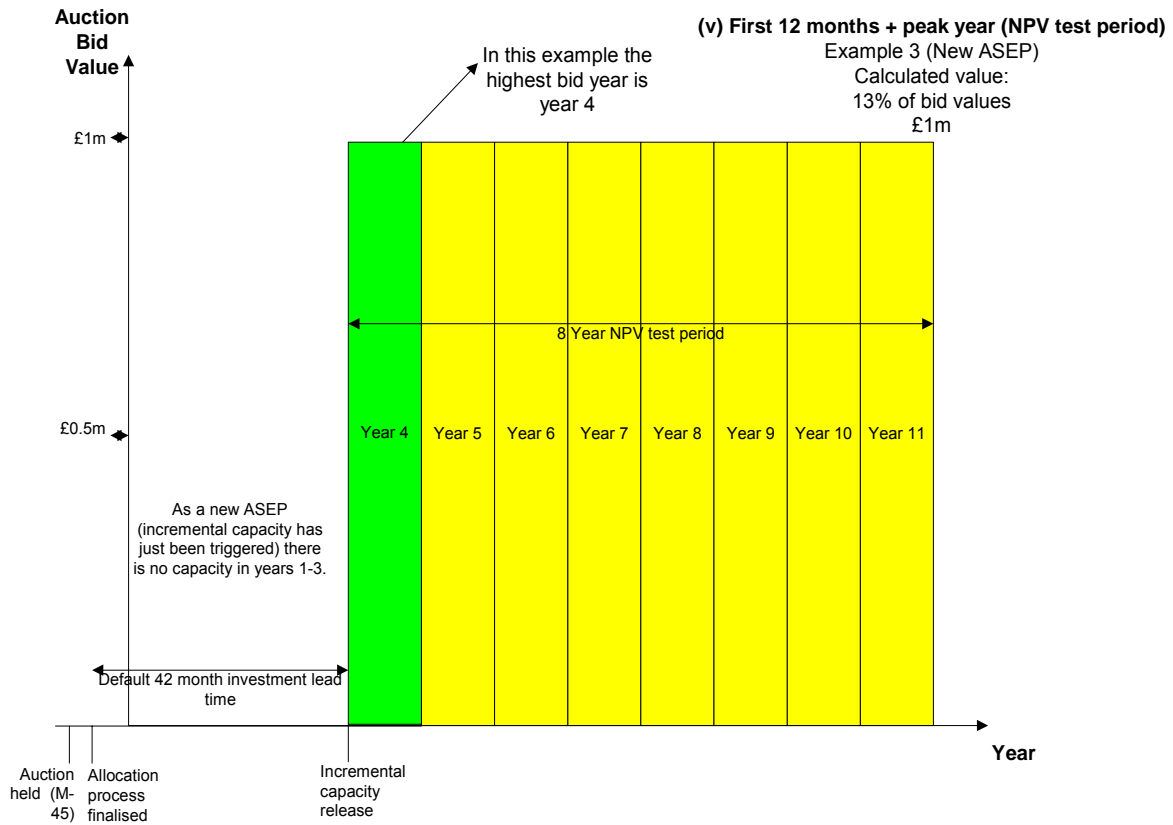 Auction
Bid
Value
(v) First 12 months + peak year (NPV test period)
Example 3 (New ASEP)
Calculated value:
13% of bid values
£1m
In this example the
highest bid year is
year 4
£1m
8 Year NPV test period
£0.5m
Year 4
Year 5
Year 6
Year 7
Year 8
Year 9
Year 10
Year 11
As a new ASEP
(incremental capacity has
just been triggered) there
is no capacity in years 1-3.
Default 42 month investment lead
time
Year
Auction
held (M-
45)
Allocation
process
finalised
Incremental
capacity
release